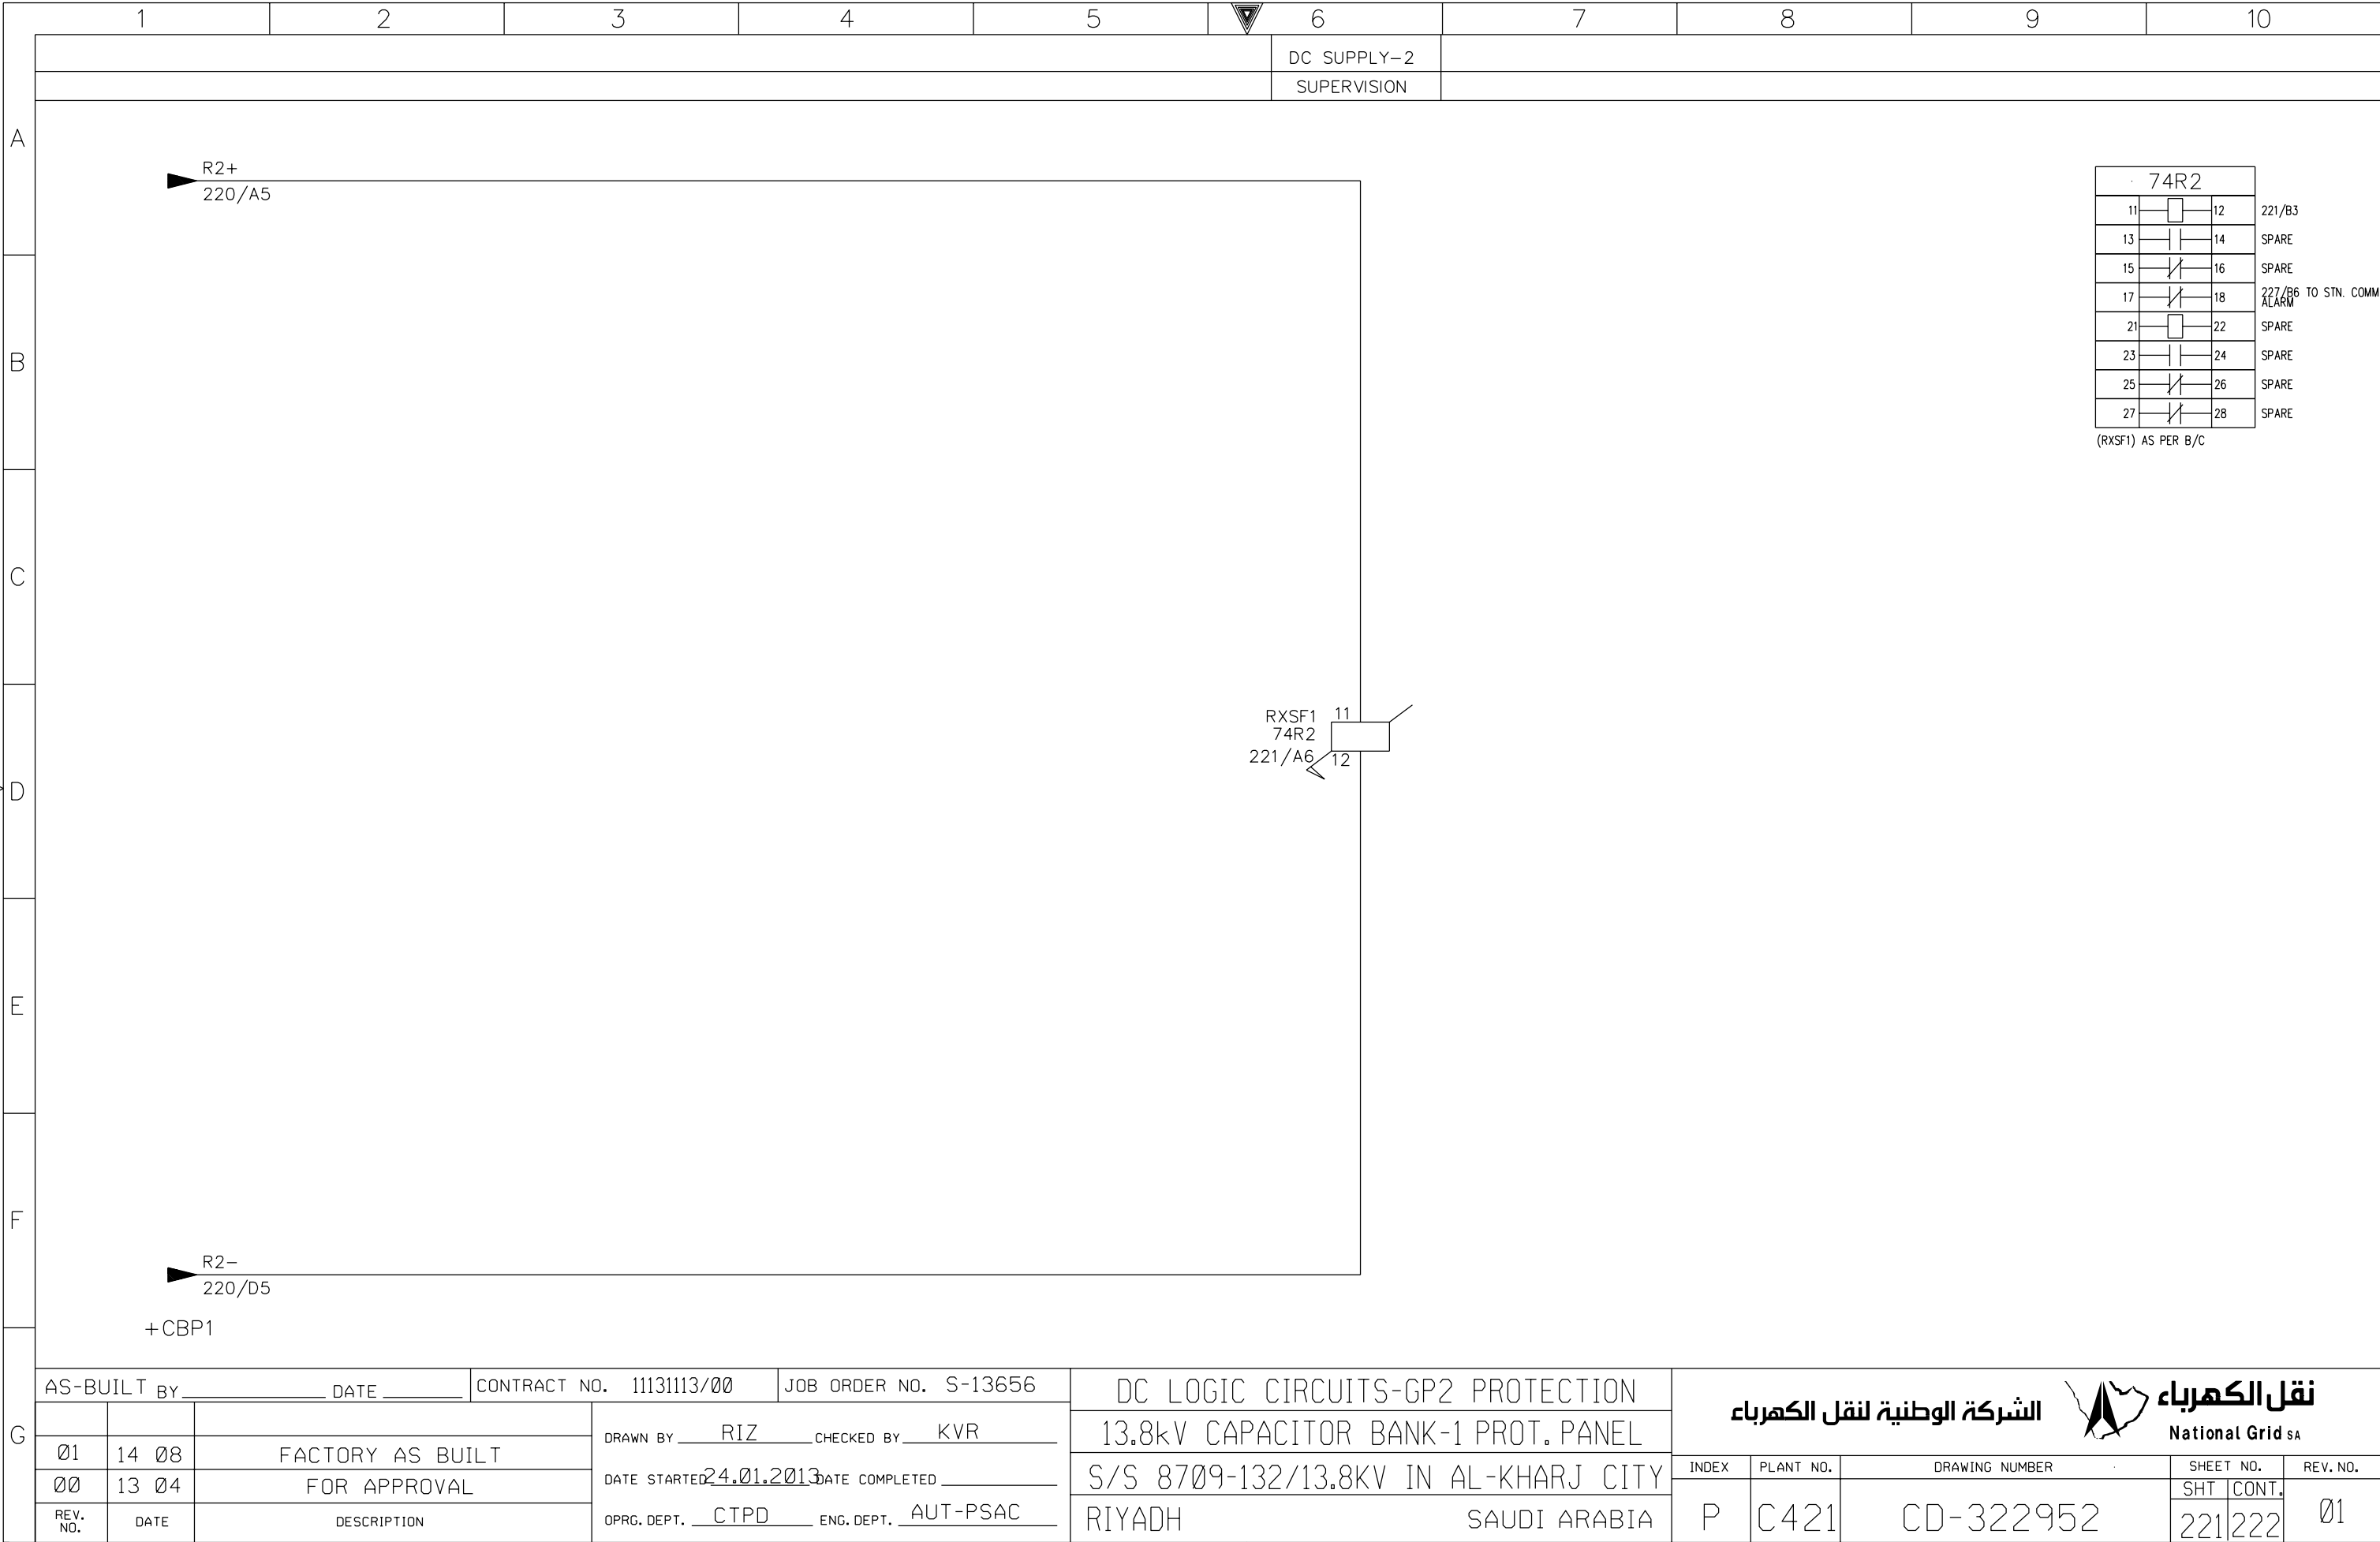 1 2 3 4 5 6 7 8 9 10
DC SUPPLY-2
SUPERVISION
A
B
C
D
E
F
G
R2+
220/A5
74R2
11 12 221/B3
13 14 SPARE
15 16 SPARE
17 18 227/B6 TO STN. COMM
ALARM
21 22 SPARE
23 24 SPARE
25 26 SPARE
27 28 SPARE
(RXSF1) AS PER B/C
RXSF1 11
74R2
221/A6 12
R2-
220/D5
+CBP1
AS-BUILT BY DATE
CONTRACT NO. 11131113/00
JOB ORDER NO. S-13656
01 14 08 FACTORY AS BUILT
00 13 04 FOR APPROVAL
REV. NO. DATE DESCRIPTION
DRAWN BY RIZ CHECKED BY KVR
DATE STARTED 24.01.2013 DATE COMPLETED
OPRG. DEPT. CTPD ENG. DEPT. AUT-PSAC
DC LOGIC CIRCUITS-GP2 PROTECTION
13.8kV CAPACITOR BANK-1 PROT. PANEL
S/S 8709-132/13.8KV IN AL-KHARJ CITY
RIYADH SAUDI ARABIA
الشركة الوطنية لنقل الكهرباء
نقل الكهرباء
National Grid SA
INDEX PLANT NO. DRAWING NUMBER SHEET NO. REV. NO.
SHT CONT.
P C421 CD-322952 221 222 01